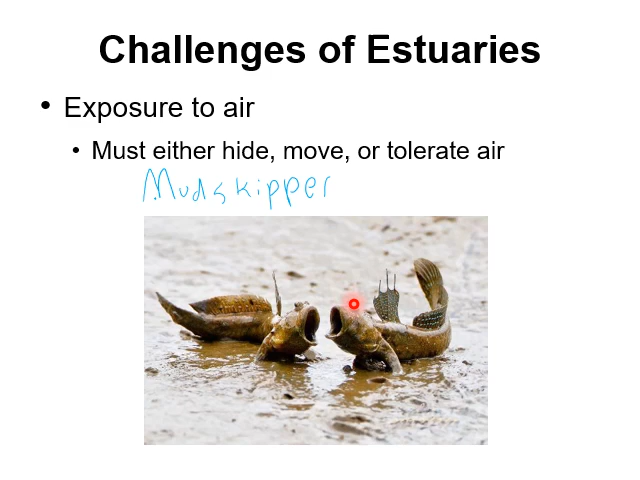 Challenges of Estuaries
• Exposure to air
• Must either hide, move, or tolerate air
Mudskipper